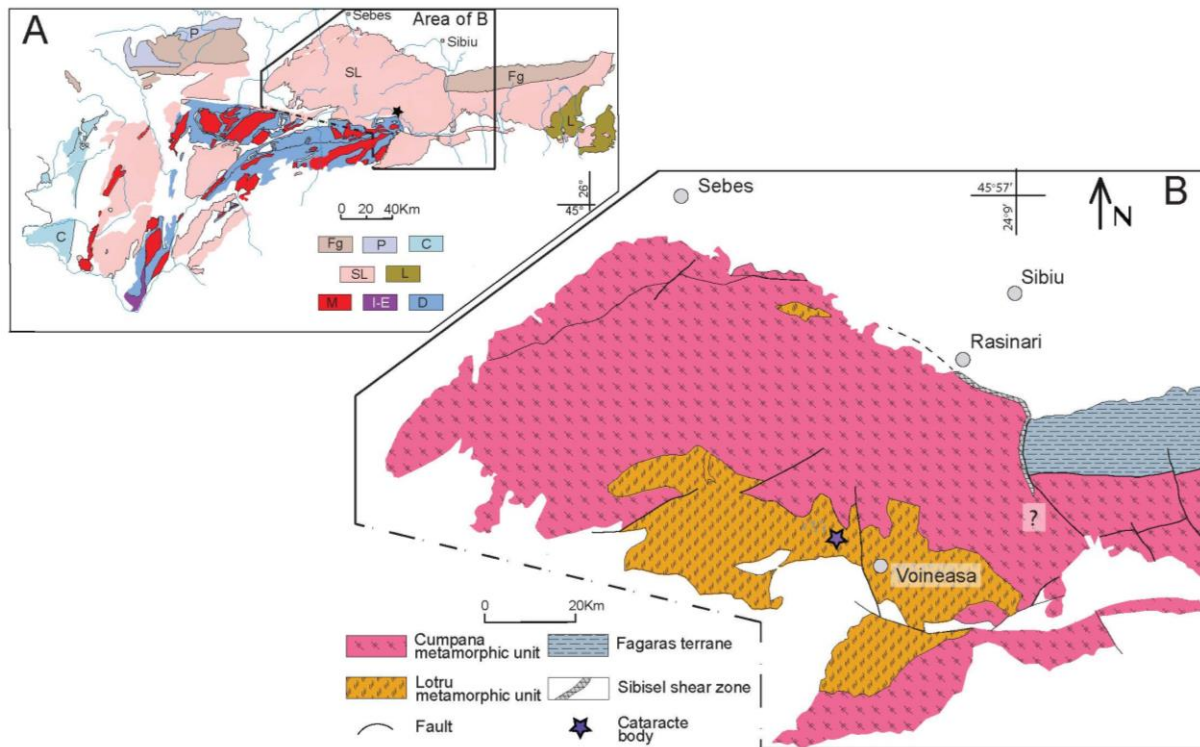 A
P
Sebes
Area of B
Sibiu
SL
Fg
L
C
45°
26°
0 20 40Km
Fg P C
SL L
M I-E D
B
Sebes
45°57'
24°9'
N
Sibiu
Rasinari
?
Voineasa
0 20Km
Cumpana
metamorphic unit
Fagaras terrane
Lotru
metamorphic unit
Sibisel shear zone
Fault
Cataracte
body